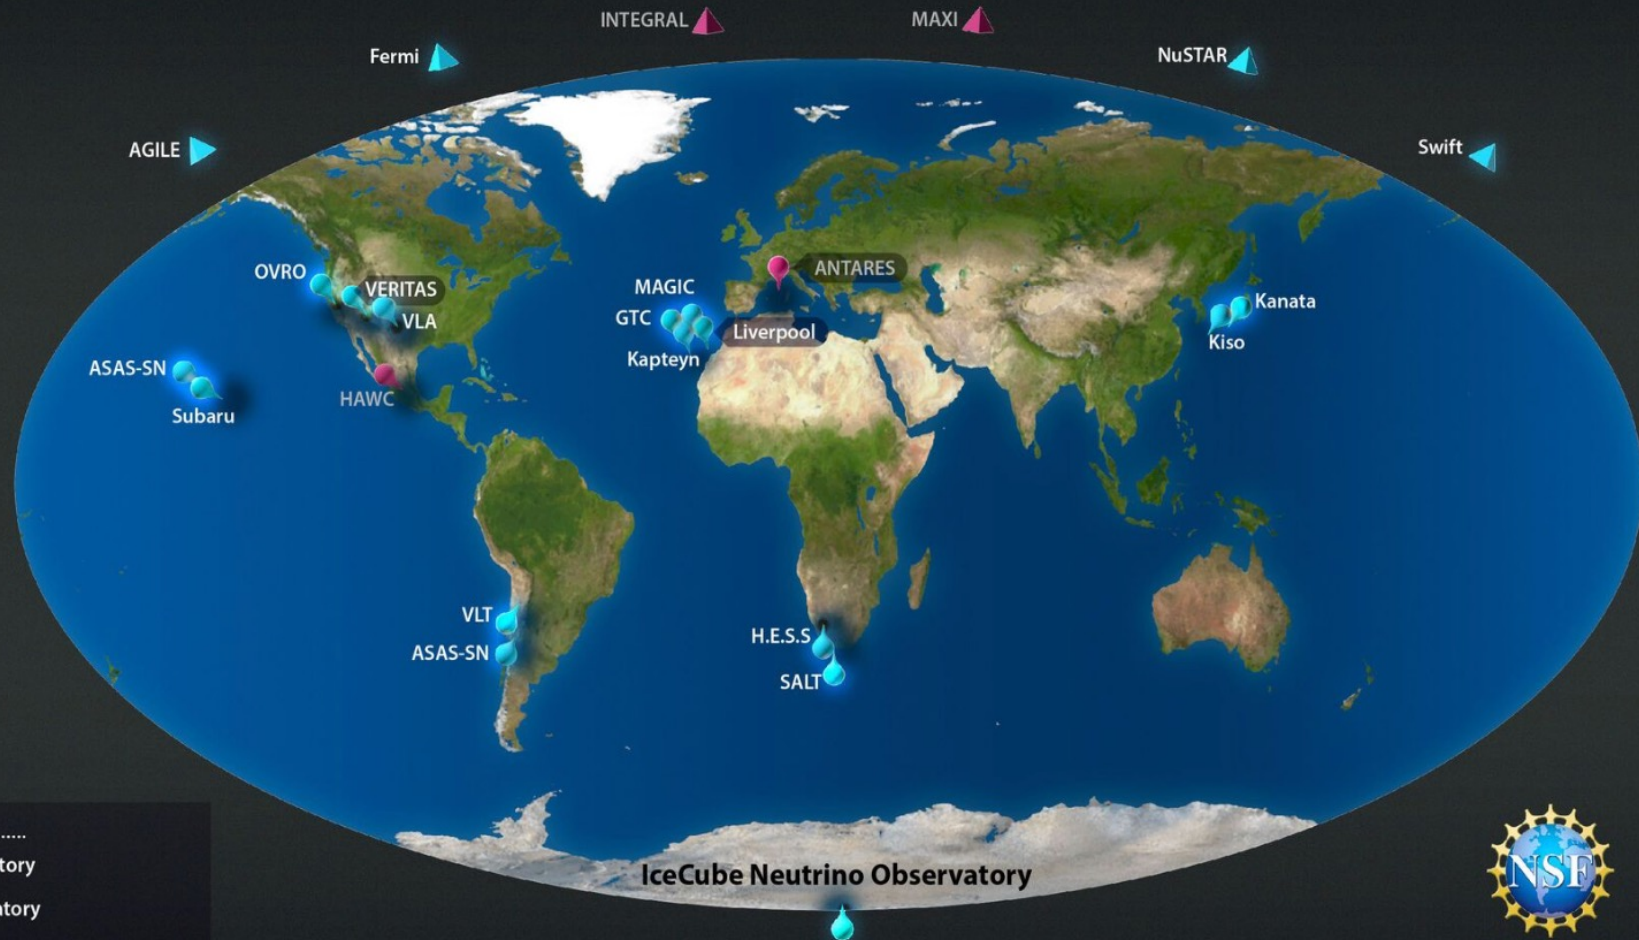 INTEGRAL
MAXI
Fermi
NuSTAR
AGILE
Swift
OVRO
VERITAS
VLA
ANTARES
MAGIC
GTC
Liverpool
Kapteyn
Kanata
Kiso
ASAS-SN
Subaru
HAWC
VLT
ASAS-SN
H.E.S.S
SALT
IceCube Neutrino Observatory
.....
tory
atory
NSF